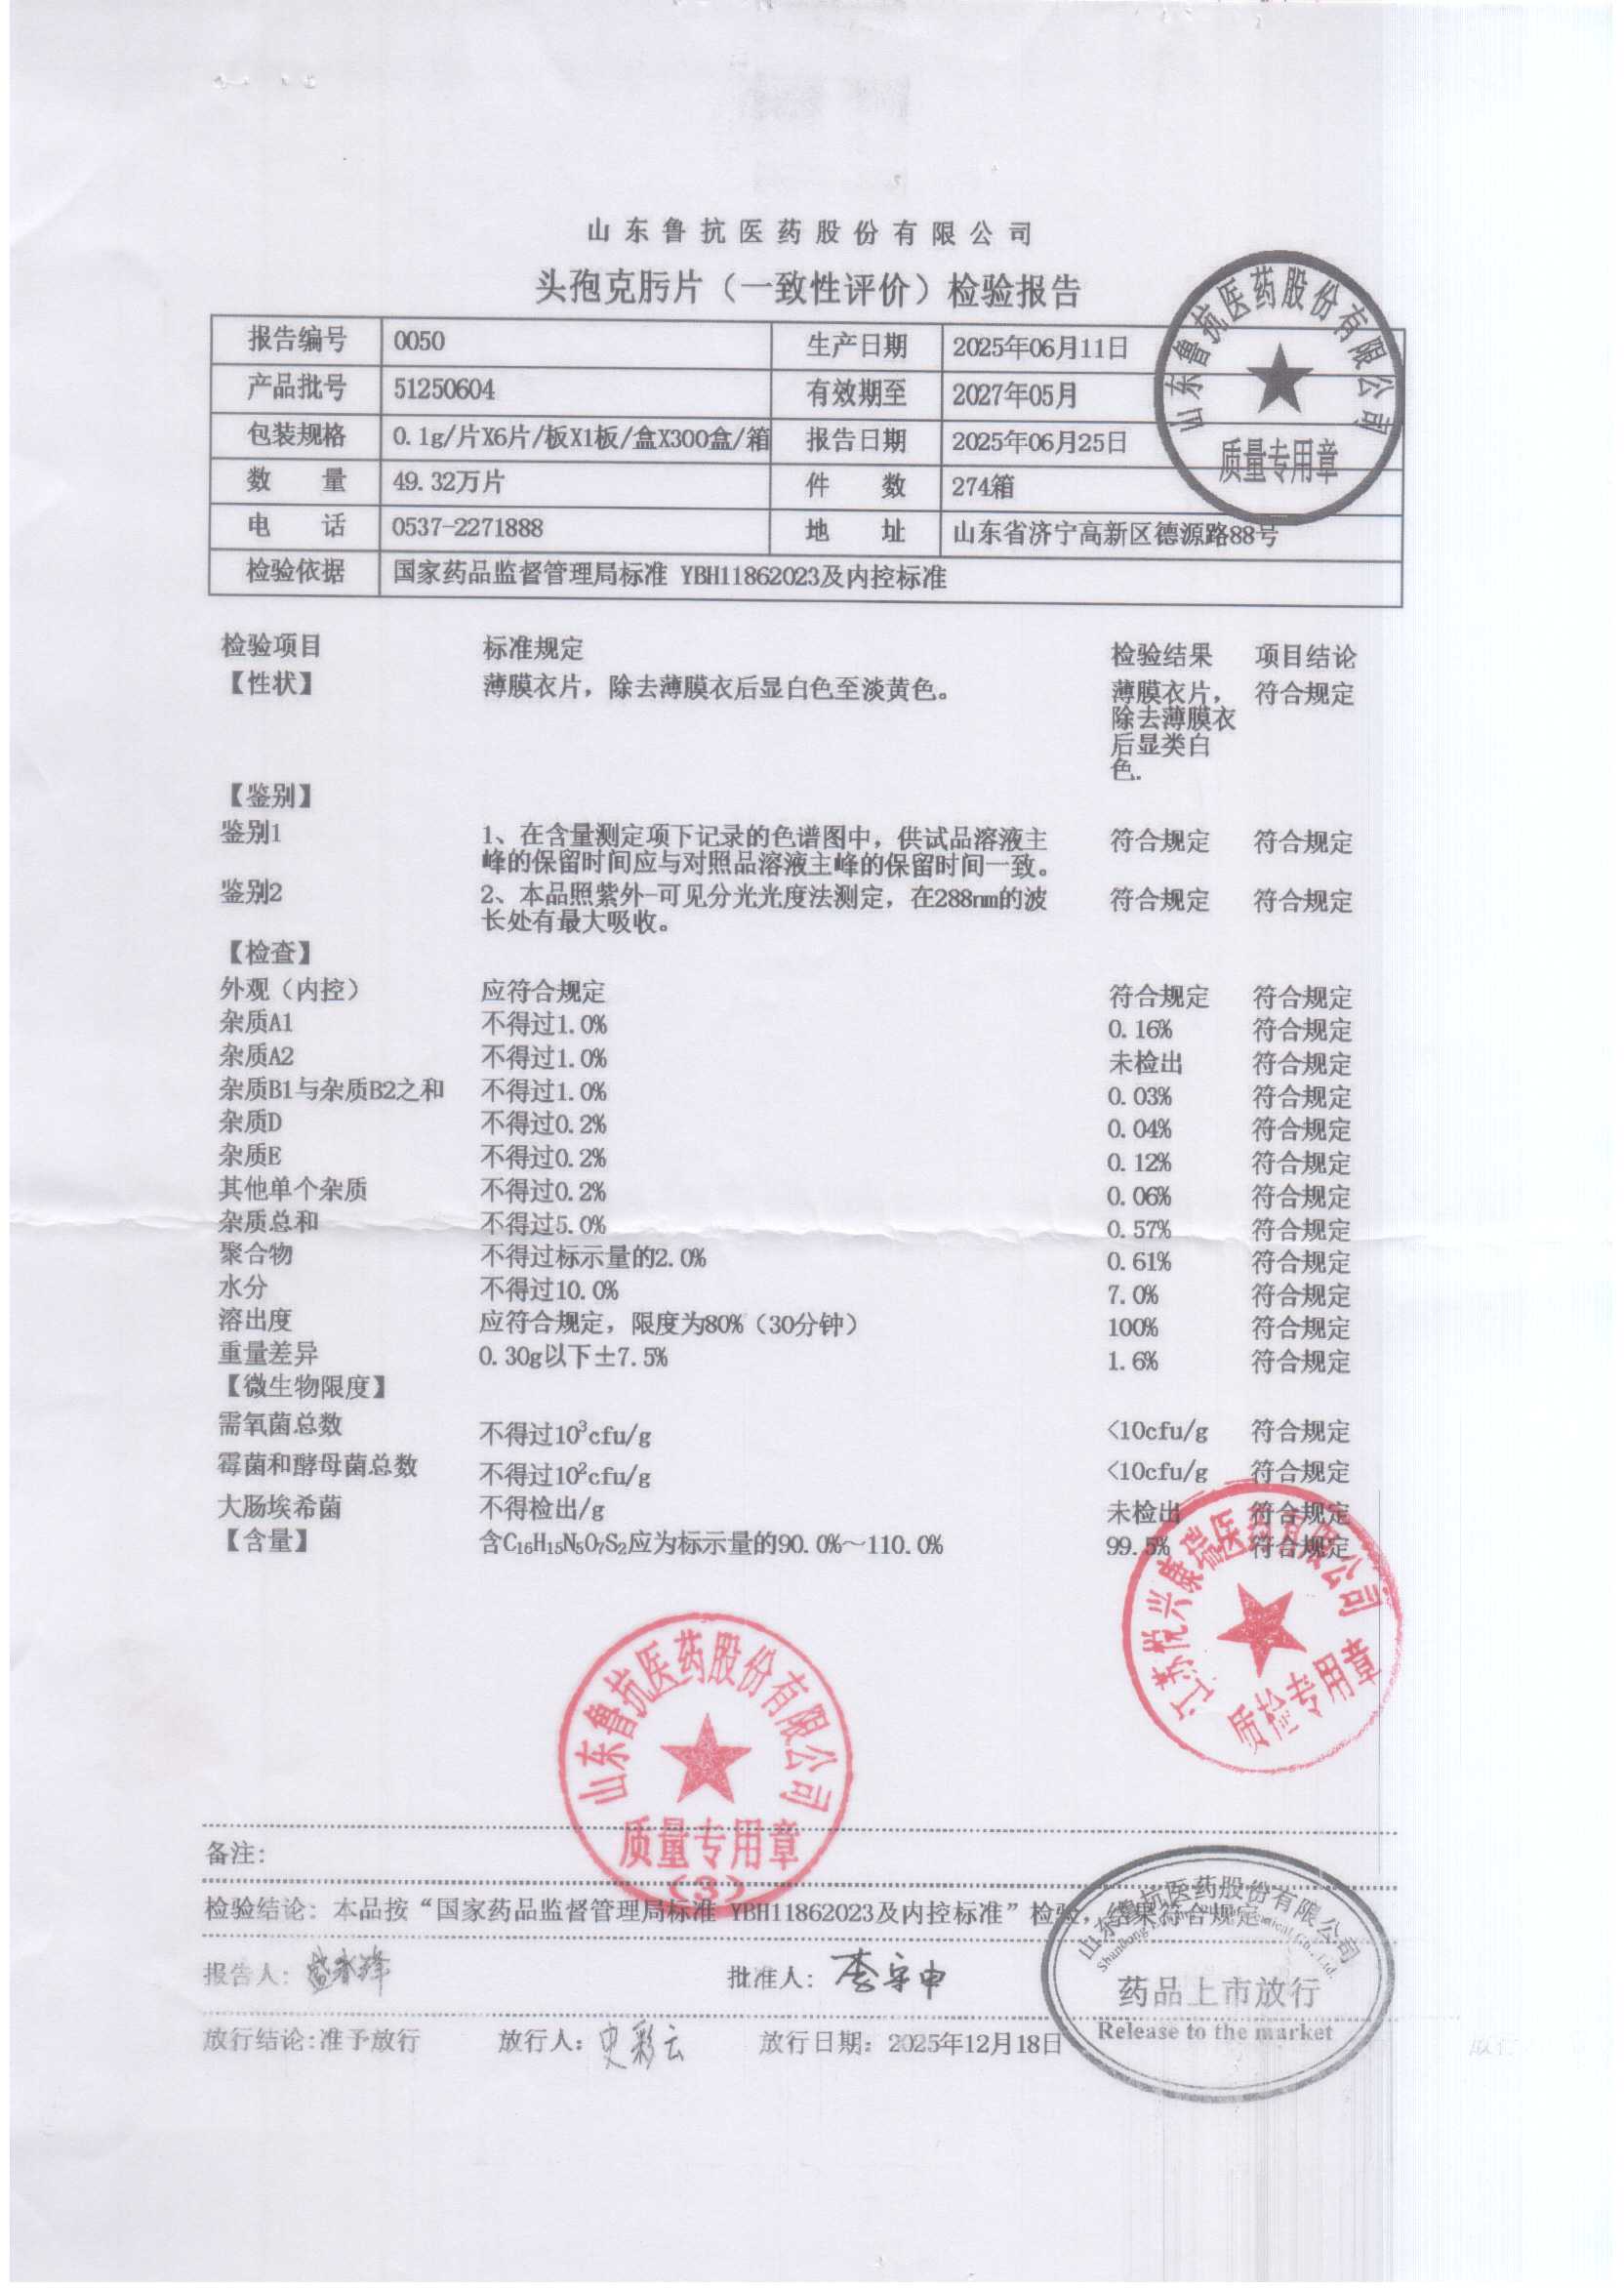 山东鲁抗医药股份有限公司
头孢克肟片（一致性评价）检验报告
报告编号 0050 生产日期 2025年06月11日
产品批号 51250604 有效期至 2027年05月
包装规格 0.1g/片X6片/板X1板/盒X300盒/箱 报告日期 2025年06月25日
数 量 49.32万片 件 数 274箱
电 话 0537-2271888 地 址 山东省济宁高新区德源路88号
检验依据 国家药品监督管理局标准 YBH11862023及内控标准
山东鲁抗医药股份有限公司
质量专用章
检验项目 标准规定 检验结果 项目结论
【性状】 薄膜衣片，除去薄膜衣后显白色至淡黄色。 薄膜衣片， 符合规定
除去薄膜衣
后显类白
色.
【鉴别】
鉴别1 1、在含量测定项下记录的色谱图中，供试品溶液主 符合规定 符合规定
峰的保留时间应与对照品溶液主峰的保留时间一致。
鉴别2 2、本品照紫外-可见分光光度法测定，在288nm的波 符合规定 符合规定
长处有最大吸收。
【检查】
外观（内控） 应符合规定 符合规定 符合规定
杂质A1 不得过1.0% 0.16% 符合规定
杂质A2 不得过1.0% 未检出 符合规定
杂质B1与杂质B2之和 不得过1.0% 0.03% 符合规定
杂质D 不得过0.2% 0.04% 符合规定
杂质E 不得过0.2% 0.12% 符合规定
其他单个杂质 不得过0.2% 0.06% 符合规定
杂质总和 不得过5.0% 0.57% 符合规定
聚合物 不得过标示量的2.0% 0.61% 符合规定
水分 不得过10.0% 7.0% 符合规定
溶出度 应符合规定，限度为80%（30分钟） 100% 符合规定
重量差异 0.30g以下±7.5% 1.6% 符合规定
【微生物限度】
需氧菌总数 不得过10³cfu/g <10cfu/g 符合规定
霉菌和酵母菌总数 不得过10²cfu/g <10cfu/g 符合规定
大肠埃希菌 不得检出/g 未检出 符合规定
【含量】 含C₁₆H₁₅N₅O₇S₂应为标示量的90.0%～110.0% 99.5% 符合规定
江苏悦兴康瑞医药有限公司
质检专用章
山东鲁抗医药股份有限公司
质量专用章
（3）
备注：
检验结论：本品按“国家药品监督管理局标准 YBH11862023及内控标准”检验，结果符合规定
报告人： 批准人：李宇申
放行结论:准予放行 放行人：史彩云 放行日期：2025年12月18日
山东鲁抗医药股份有限公司
药品上市放行
Release to the market